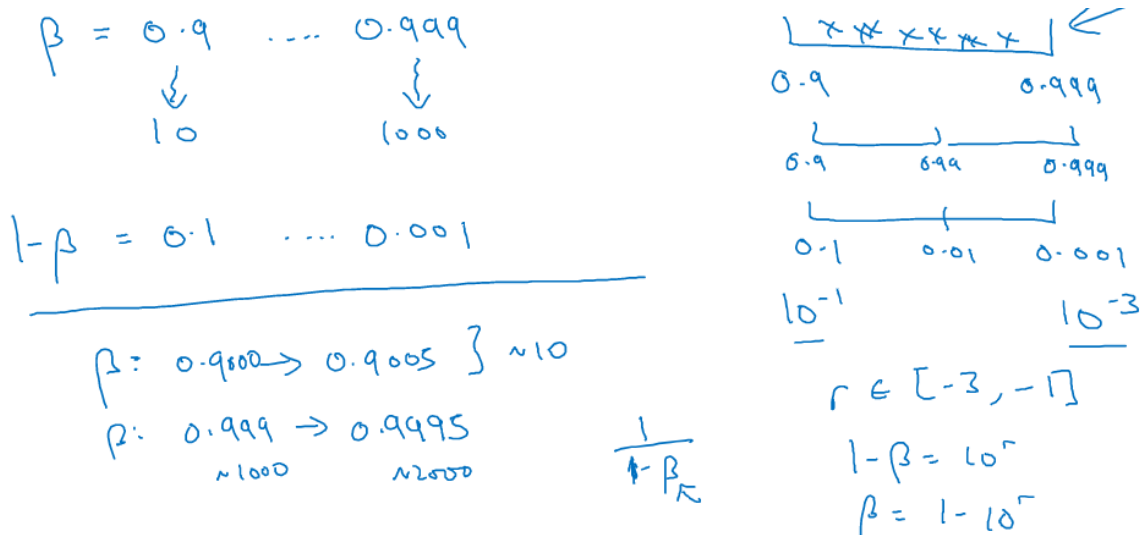 β = 0.9 .... 0.999
10 1000
1-β = 0.1 .... 0.001
β: 0.9000 → 0.9005 } ~10
β: 0.999 → 0.9995
~1000 ~2000
1
1-β
x x x x x x
0.9 0.999
0.9 0.99 0.999
0.1 0.01 0.001
10⁻¹ 10⁻³
r ∈ [-3, -1]
1-β = 10ʳ
β = 1-10ʳ